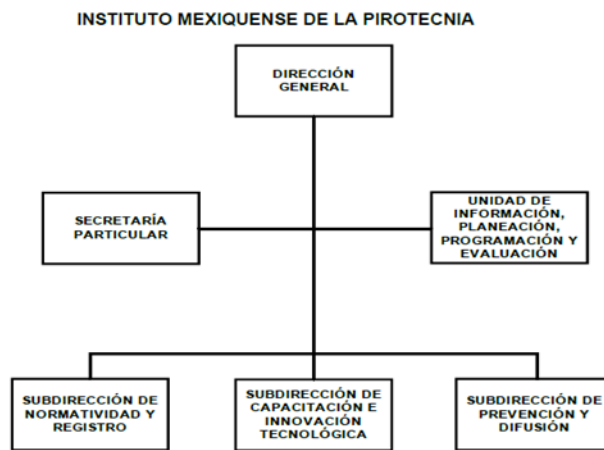 INSTITUTO MEXIQUENSE DE LA PIROTECNIA
DIRECCIÓN
GENERAL
SECRETARÍA
PARTICULAR
UNIDAD DE
INFORMACIÓN,
PLANEACIÓN,
PROGRAMACIÓN Y
EVALUACIÓN
SUBDIRECCIÓN DE
NORMATIVIDAD Y
REGISTRO
SUBDIRECCIÓN DE
CAPACITACIÓN E
INNOVACIÓN
TECNOLÓGICA
SUBDIRECCIÓN DE
PREVENCIÓN Y
DIFUSIÓN